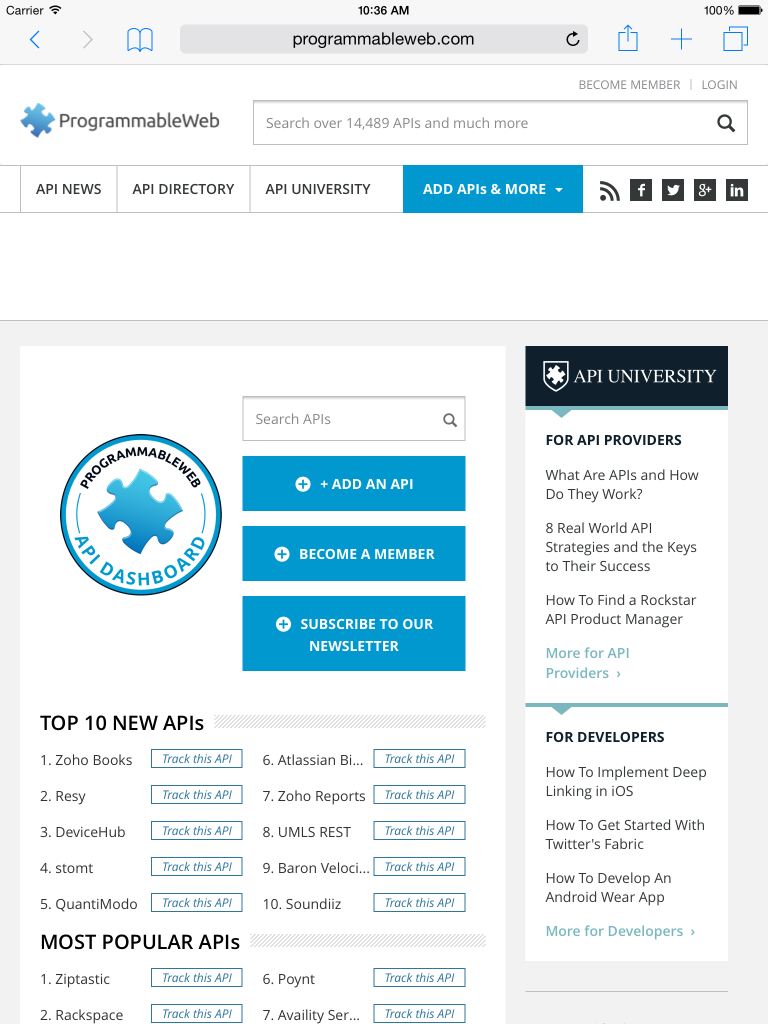 Carrier 10:36 AM 100%
programmableweb.com
BECOME MEMBER | LOGIN
ProgrammableWeb
Search over 14,489 APIs and much more
API NEWS API DIRECTORY API UNIVERSITY ADD APIs & MORE f g+ in
Search APIs
+ ADD AN API
BECOME A MEMBER
SUBSCRIBE TO OUR
NEWSLETTER
PROGRAMMABLEWEB
API DASHBOARD
TOP 10 NEW APIs
1. Zoho Books Track this API
2. Resy Track this API
3. DeviceHub Track this API
4. stomt Track this API
5. QuantiModo Track this API
6. Atlassian Bi... Track this API
7. Zoho Reports Track this API
8. UMLS REST Track this API
9. Baron Veloci... Track this API
10. Soundiiz Track this API
MOST POPULAR APIs
1. Ziptastic Track this API
2. Rackspace Track this API
6. Poynt Track this API
7. Availity Ser... Track this API
API UNIVERSITY
FOR API PROVIDERS
What Are APIs and How
Do They Work?
8 Real World API
Strategies and the Keys
to Their Success
How To Find a Rockstar
API Product Manager
More for API
Providers ›
FOR DEVELOPERS
How To Implement Deep
Linking in iOS
How To Get Started With
Twitter's Fabric
How To Develop An
Android Wear App
More for Developers ›